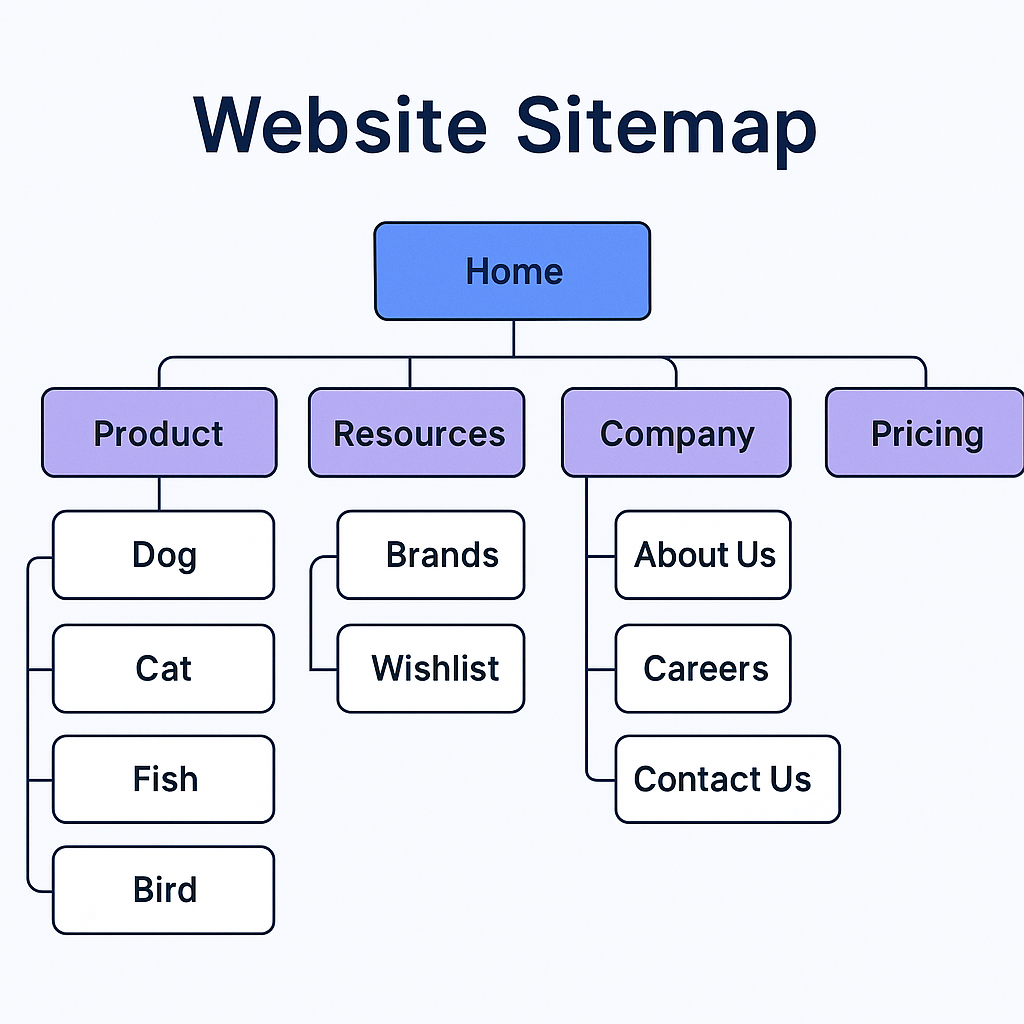 Website Sitemap
Home
Product
Resources
Company
Pricing
Dog
Brands
About Us
Cat
Wishlist
Careers
Fish
Contact Us
Bird